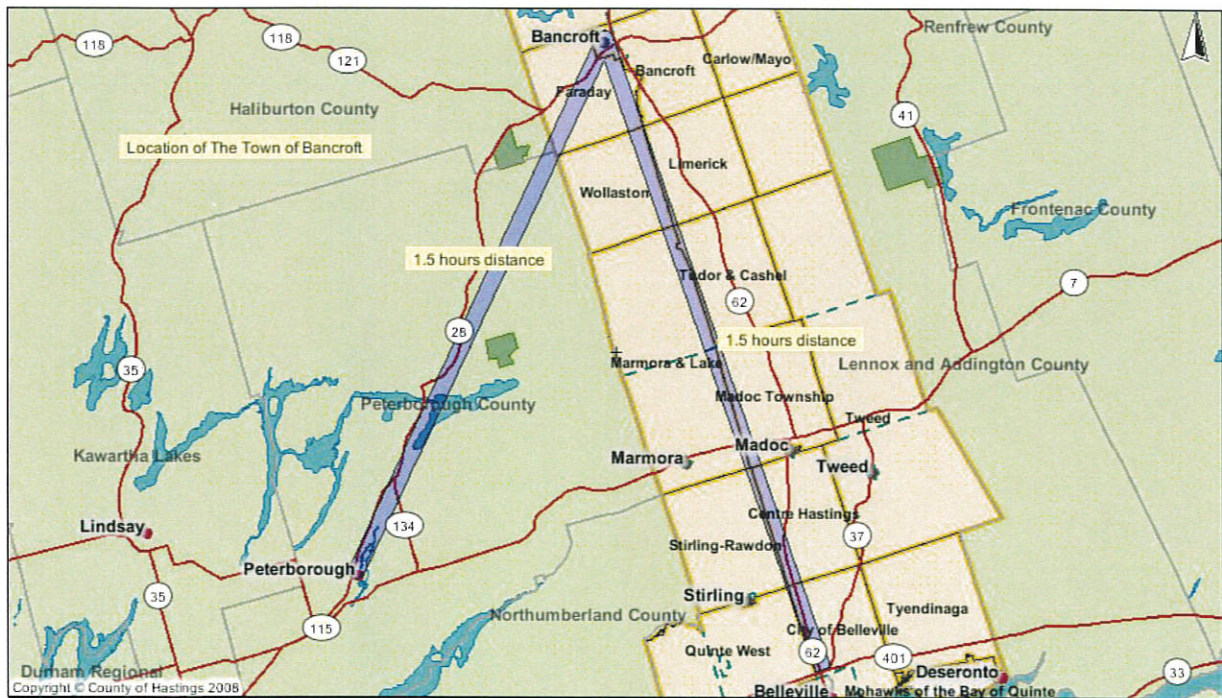 Renfrew County
118
118
Bancroft
121
Bancroft
Carlow/Mayo
Faraday
Haliburton County
41
Location of The Town of Bancroft
Limerick
Wollaston
Frontenac County
1.5 hours distance
Tudor & Cashel
7
62
28
1.5 hours distance
35
Marmora & Lake
Lennox and Addington County
Madoc Township
Peterborough County
Tweed
Madoc
Kawartha Lakes
Marmora
Tweed
Centre Hastings
Lindsay
134
37
Stirling-Rawdon
Peterborough
35
Stirling
Northumberland County
Tyendinaga
115
City of Belleville
Quinte West
62
401
Deseronto
33
Durham Regional
Belleville
Mohawks of the Bay of Quinte
Copyright © County of Hastings 2008